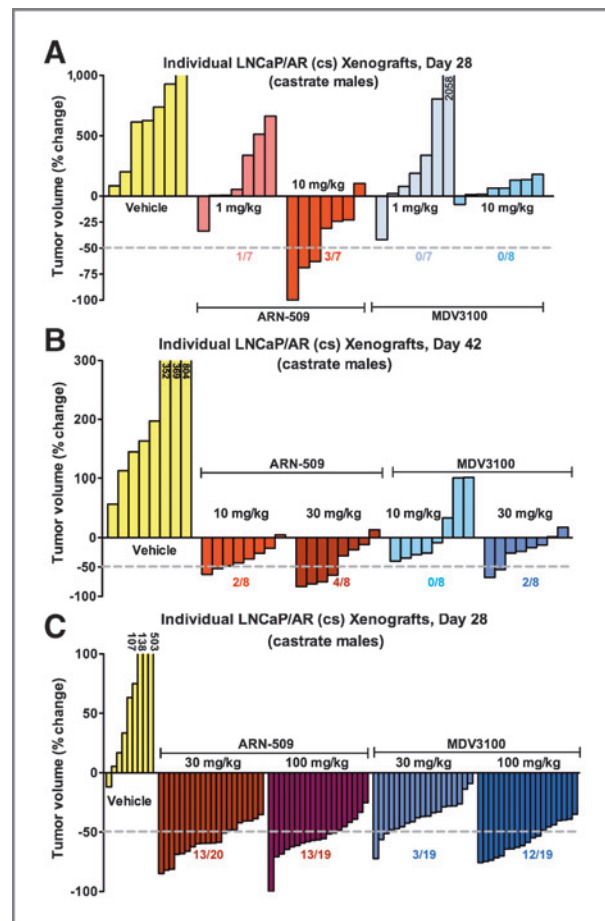 A
Individual LNCaP/AR (cs) Xenografts, Day 28
(castrate males)
Tumor volume (% change)
1,000
500
0
-25
-50
-75
-100
2058
Vehicle
1 mg/kg
10 mg/kg
1 mg/kg
10 mg/kg
1/7
3/7
0/7
0/8
ARN-509
MDV3100
B
Individual LNCaP/AR (cs) Xenografts, Day 42
(castrate males)
Tumor volume (% change)
300
200
100
0
-50
-100
352
369
804
ARN-509
MDV3100
10 mg/kg
30 mg/kg
10 mg/kg
30 mg/kg
Vehicle
2/8
4/8
0/8
2/8
C
Individual LNCaP/AR (cs) Xenografts, Day 28
(castrate males)
Tumor volume (% change)
100
50
0
-50
-100
107
138
503
ARN-509
MDV3100
30 mg/kg
100 mg/kg
30 mg/kg
100 mg/kg
Vehicle
13/20
13/19
3/19
12/19